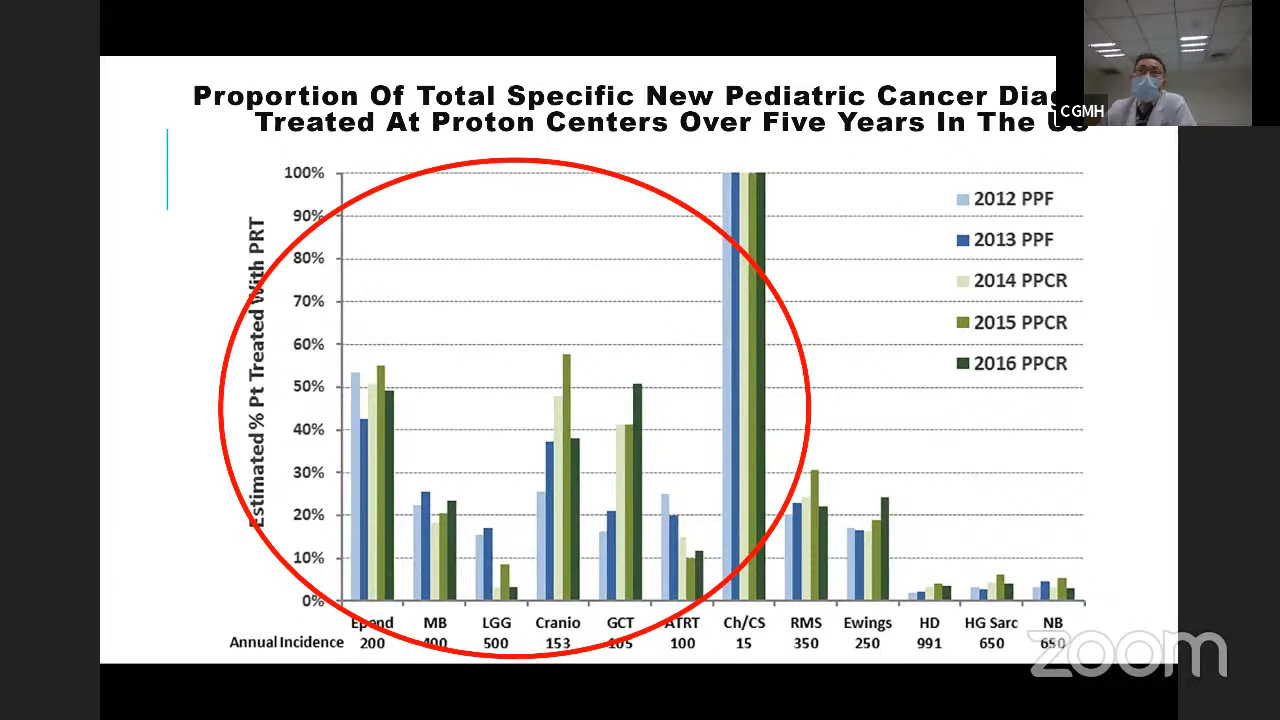 Proportion Of Total Specific New Pediatric Cancer
Treated At Proton Centers Over Five Years In The
CGMH
Estimated % Pt Treated With PRT
100%
90%
80%
70%
60%
50%
40%
30%
20%
10%
0%
2012 PPF
2013 PPF
2014 PPCR
2015 PPCR
2016 PPCR
Epend MB LGG Cranio GCT ATRT Ch/CS RMS Ewings HD HG Sarc NB
Annual Incidence 200 400 500 153 105 100 15 350 250 991 650 650
zoom